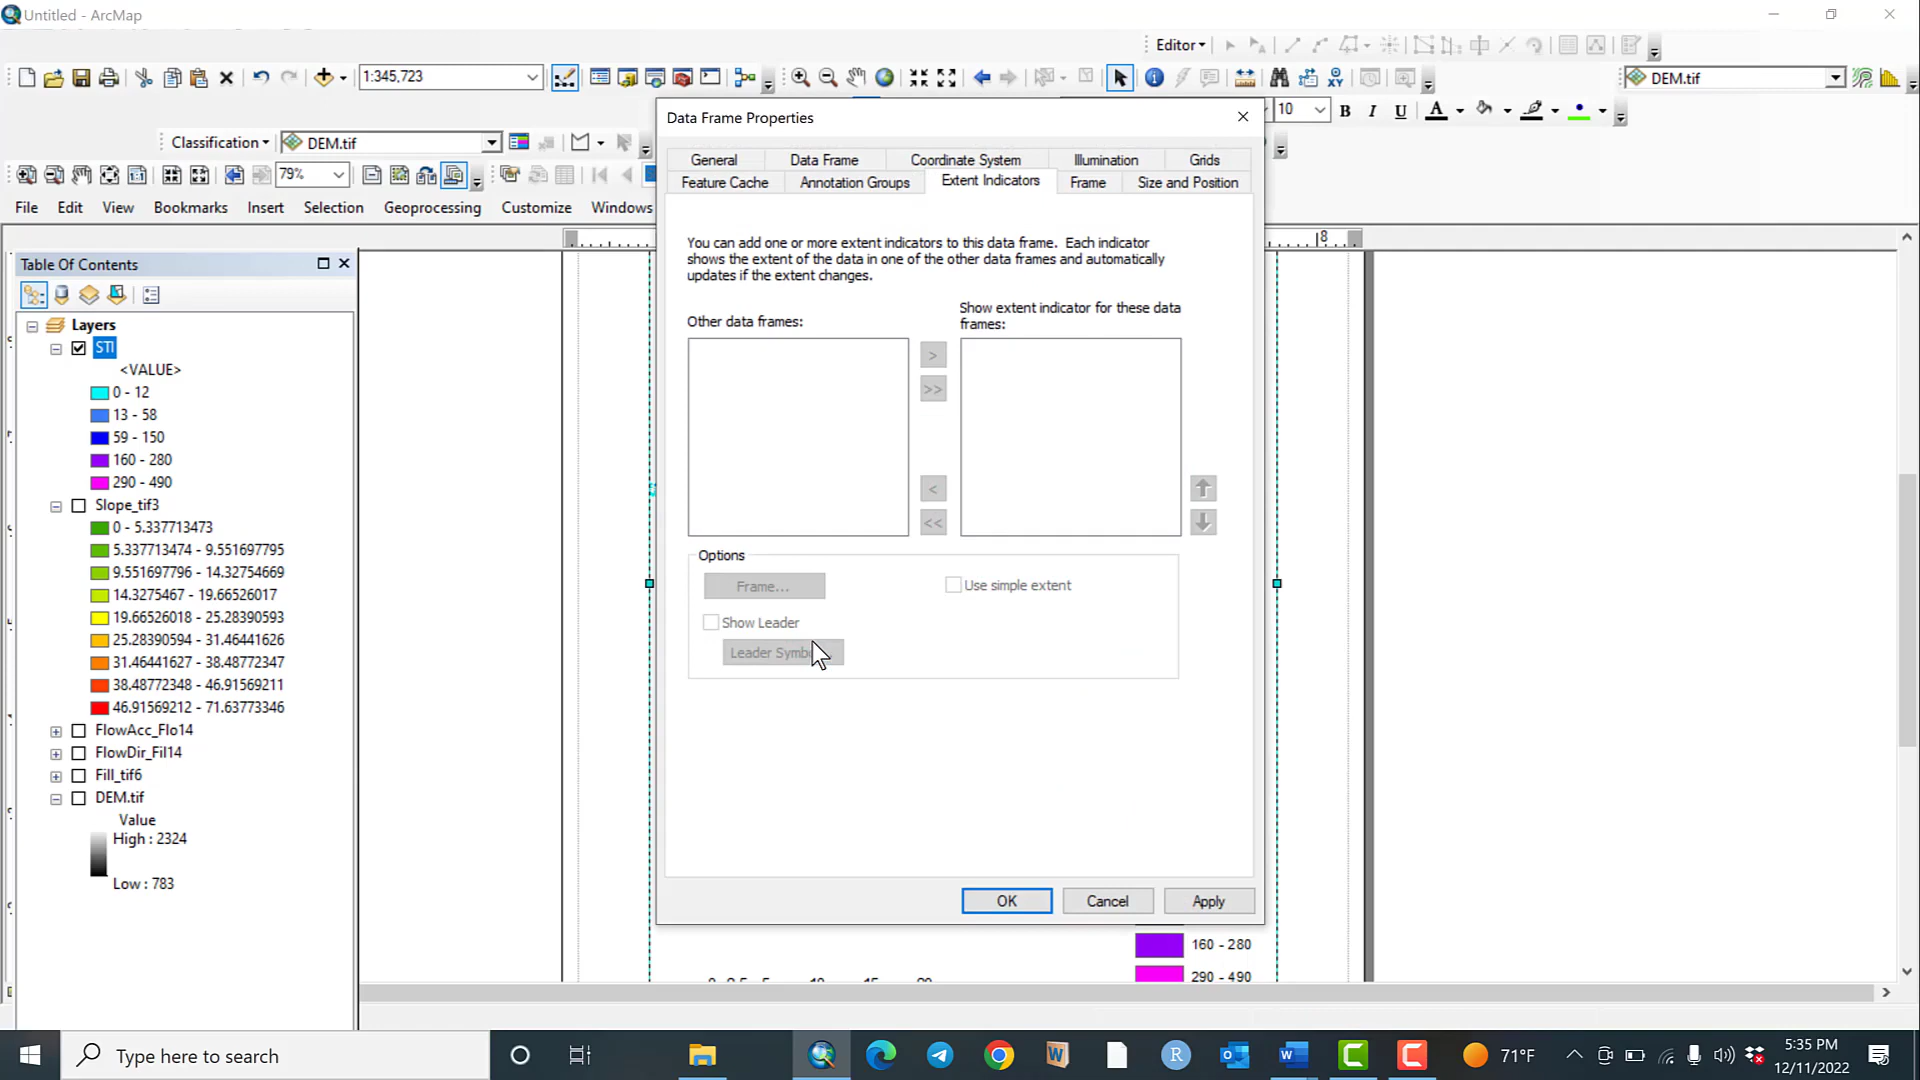 Untitled - ArcMap
Editor
1:345,723
DEM.tif
10 B I U A
Classification DEM.tif
79%
File Edit View Bookmarks Insert Selection Geoprocessing Customize Windows
Data Frame Properties
General Data Frame Coordinate System Illumination Grids
Feature Cache Annotation Groups Extent Indicators Frame Size and Position
You can add one or more extent indicators to this data frame. Each indicator
shows the extent of the data in one of the other data frames and automatically
updates if the extent changes.
Other data frames:
Show extent indicator for these data
frames:
>
>>
<
<<
Options
Frame...
Use simple extent
Show Leader
Leader Symb
OK Cancel Apply
8
Table Of Contents
Layers
STI
<VALUE>
0 - 12
13 - 58
59 - 150
160 - 280
290 - 490
Slope_tif3
0 - 5.337713473
5.337713474 - 9.551697795
9.551697796 - 14.32754669
14.3275467 - 19.66526017
19.66526018 - 25.28390593
25.28390594 - 31.46441626
31.46441627 - 38.48772347
38.48772348 - 46.91569211
46.91569212 - 71.63773346
FlowAcc_Flo14
FlowDir_Fil14
Fill_tif6
DEM.tif
Value
High : 2324
Low : 783
160 - 280
290 - 490
Type here to search
71°F
5:35 PM
12/11/2022